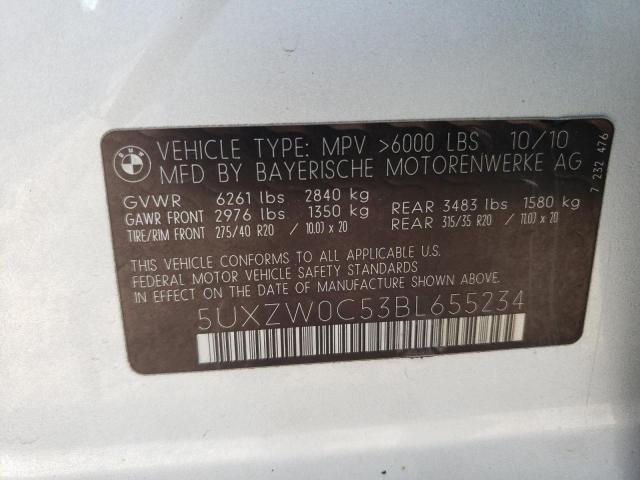 BMW
VEHICLE TYPE: MPV >6000 LBS 10/10
MFD BY BAYERISCHE MOTORENWERKE AG
GVWR 6261 lbs 2840 kg
GAWR FRONT 2976 lbs 1350 kg REAR 3483 lbs 1580 kg
TIRE/RIM FRONT 275/40 R20 / 10.0J x 20 REAR 315/35 R20 / 11.0J x 20
THIS VEHICLE CONFORMS TO ALL APPLICABLE U.S.
FEDERAL MOTOR VEHICLE SAFETY STANDARDS
IN EFFECT ON THE DATE OF MANUFACTURE SHOWN ABOVE.
5UXZW0C53BL655234
7 232 476